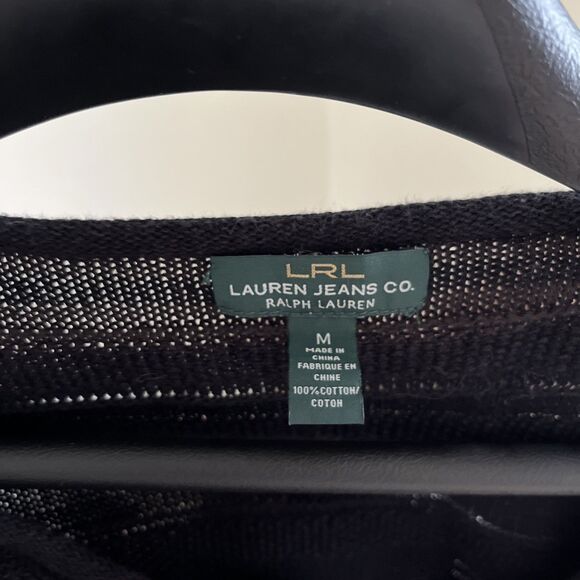 LRL
LAUREN JEANS CO.
RALPH LAUREN
M
MADE IN
CHINA
FABRIQUE EN
CHINE
100%COTTON/
COTON